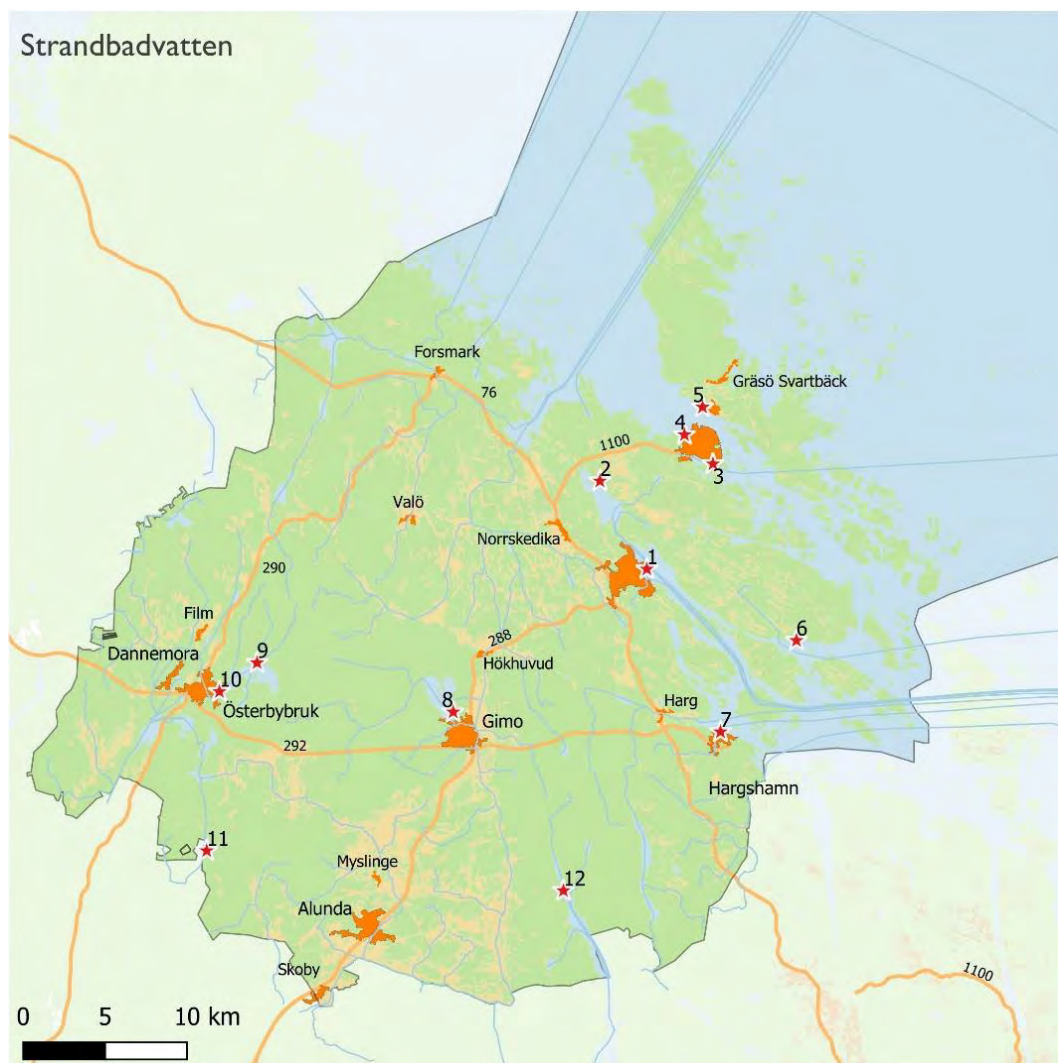 Strandbadvatten
Forsmark
76
Gräsö Svartbäck
5
4
1100
3
2
Valö
Norrskedika
1
290
Film
288
6
Dannemora
9
Hökhuvud
10
Österbybruk
8
Harg
7
Gimo
292
Hargshamn
11
Myslinge
12
Alunda
Skoby
1100
0 5 10 km